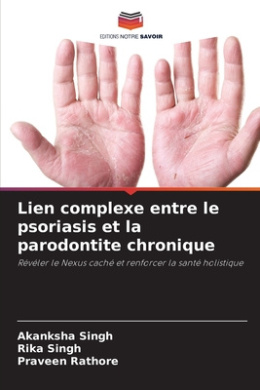 EDITIONS NOTRE SAVOIR
Lien complexe entre le
psoriasis et la
parodontite chronique
Révéler le Nexus caché et renforcer la santé holistique
Akanksha Singh
Rika Singh
Praveen Rathore